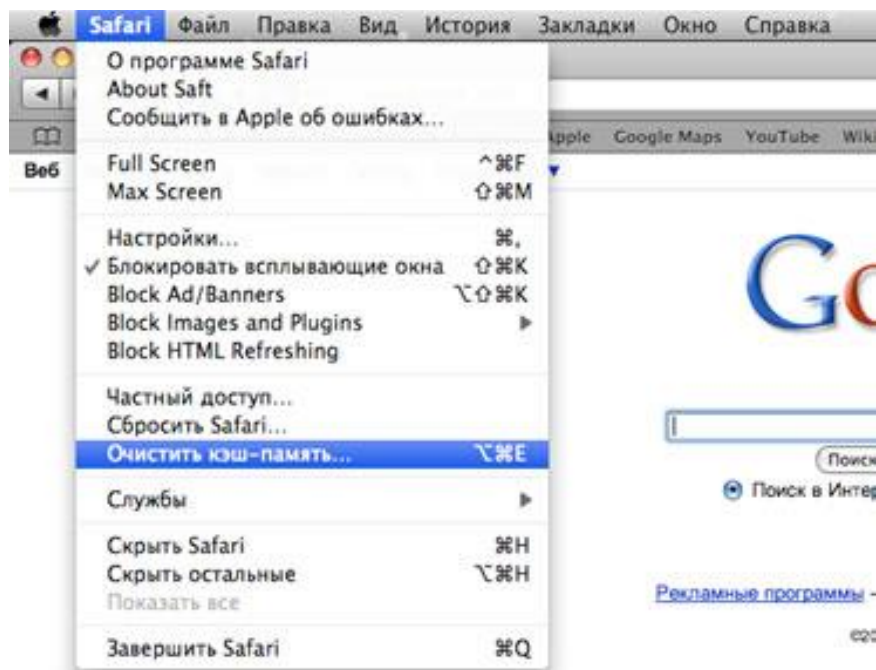 Safari Файл Правка Вид История Закладки Окно Справка
О программе Safari
About Saft
Сообщить в Apple об ошибках...
Apple Google Maps YouTube
Веб
Full Screen ^⌘F
Max Screen ⇧⌘M
Настройки... ⌘,
✓ Блокировать всплывающие окна ⇧⌘K
Block Ad/Banners ⌥⇧⌘K
Block Images and Plugins ▶
Block HTML Refreshing
Частный доступ...
Сбросить Safari...
Очистить кэш-память... ⌥⌘E
Поиск
Поиск в
Службы ▶
Скрыть Safari ⌘H
Скрыть остальные ⌥⌘H
Показать все
Рекламные программы -
Завершить Safari ⌘Q